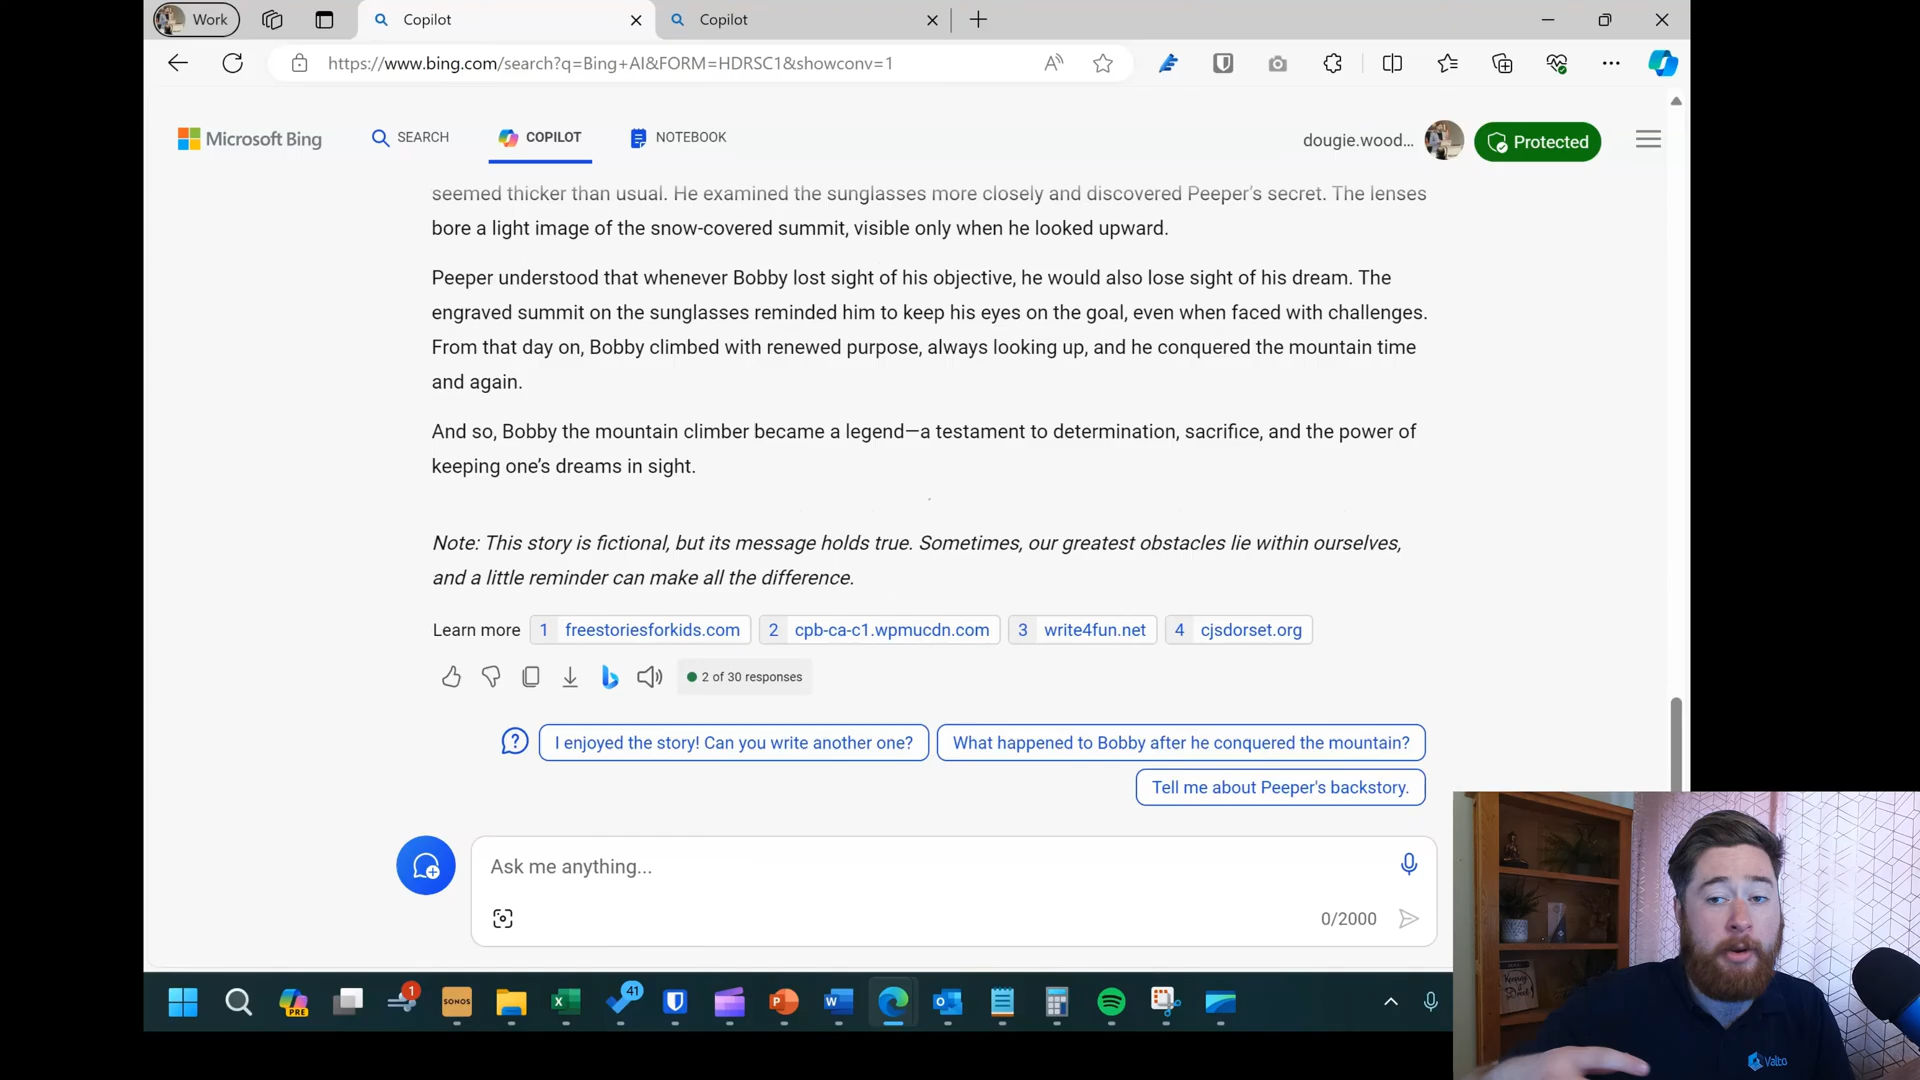 Work
Copilot
Copilot
https://www.bing.com/search?q=Bing+AI&FORM=HDRSC1&showconv=1
Microsoft Bing
SEARCH
COPILOT
NOTEBOOK
dougie.wood...
Protected
seemed thicker than usual. He examined the sunglasses more closely and discovered Peeper's secret. The lenses
bore a light image of the snow-covered summit, visible only when he looked upward.
Peeper understood that whenever Bobby lost sight of his objective, he would also lose sight of his dream. The
engraved summit on the sunglasses reminded him to keep his eyes on the goal, even when faced with challenges.
From that day on, Bobby climbed with renewed purpose, always looking up, and he conquered the mountain time
and again.
And so, Bobby the mountain climber became a legend—a testament to determination, sacrifice, and the power of
keeping one's dreams in sight.
Note: This story is fictional, but its message holds true. Sometimes, our greatest obstacles lie within ourselves,
and a little reminder can make all the difference.
Learn more 1 freestoriesforkids.com 2 cpb-ca-c1.wpmucdn.com 3 write4fun.net 4 cjsdorset.org
2 of 30 responses
I enjoyed the story! Can you write another one?
What happened to Bobby after he conquered the mountain?
Tell me about Peeper's backstory.
Ask me anything...
0/2000
PRE
1
SONOS
41
Valto